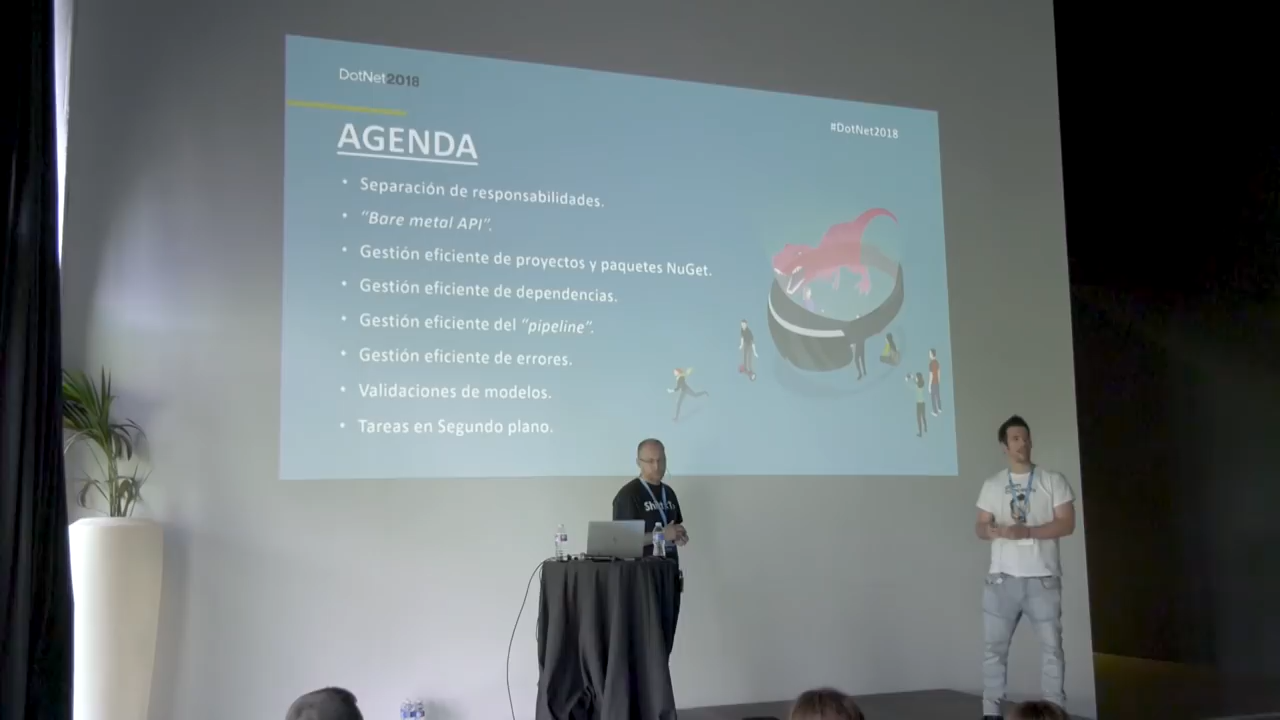 DotNet2018
#DotNet2018
AGENDA
• Separación de responsabilidades.
• "Bare metal API".
• Gestión eficiente de proyectos y paquetes NuGet.
• Gestión eficiente de dependencias.
• Gestión eficiente del "pipeline".
• Gestión eficiente de errores.
• Validaciones de modelos.
• Tareas en Segundo plano.